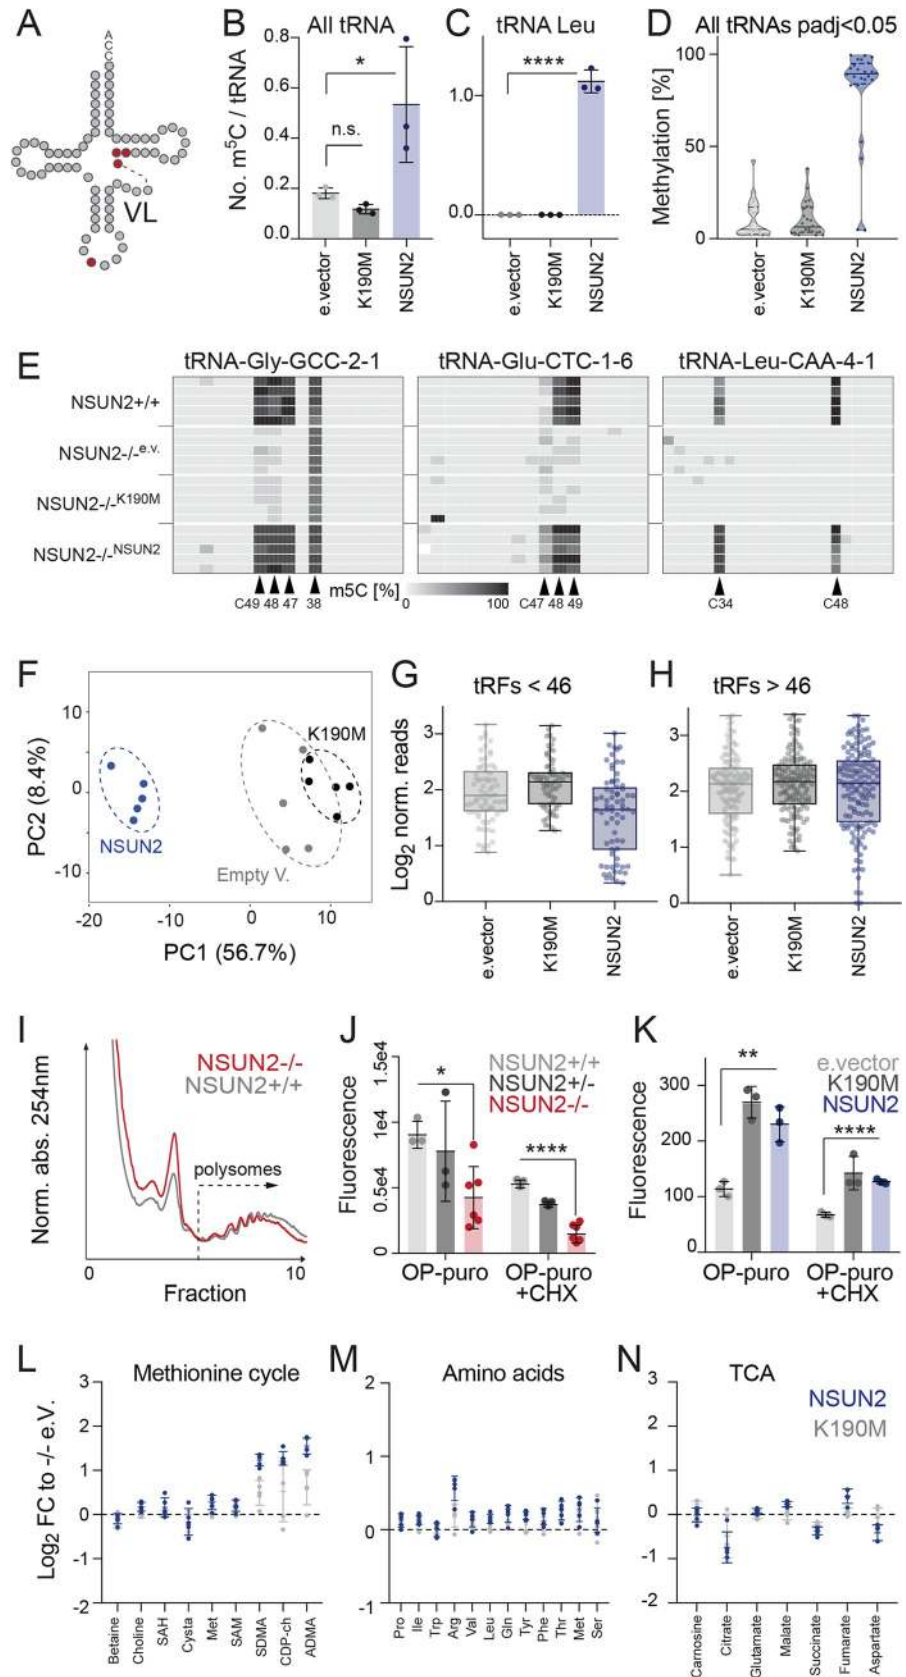 A
A
C
C
VL
B
All tRNA
No. m⁵C / tRNA
0.8
0.6
0.4
0.2
0.0
*
n.s.
e.vector
K190M
NSUN2
C
tRNA Leu
1.0
0.0
****
e.vector
K190M
NSUN2
D
All tRNAs padj<0.05
Methylation [%]
100
50
0
e.vector
K190M
NSUN2
E
tRNA-Gly-GCC-2-1
tRNA-Glu-CTC-1-6
tRNA-Leu-CAA-4-1
NSUN2+/+
NSUN2-/-e.v.
NSUN2-/-K190M
NSUN2-/-NSUN2
C49 48 47 38
m5C [%]
0 100
C47 48 49
C34 C48
F
PC2 (8.4%)
10
0
-10
K190M
NSUN2
Empty V.
-20 -10 0 10
PC1 (56.7%)
G
tRFs < 46
Log₂ norm. reads
3
2
1
0
e.vector
K190M
NSUN2
H
tRFs > 46
3
2
1
0
e.vector
K190M
NSUN2
I
Norm. abs. 254nm
NSUN2-/-
NSUN2+/+
polysomes
0 10
Fraction
J
Fluorescence
1.5e4
1e4
0.5e4
0
*
****
NSUN2+/+
NSUN2+/-
NSUN2-/-
OP-puro
OP-puro
+CHX
K
Fluorescence
300
200
100
0
**
****
e.vector
K190M
NSUN2
OP-puro
OP-puro
+CHX
L
Methionine cycle
Log₂ FC to -/- e.V.
3
2
1
0
-1
-2
Betaine
Choline
SAH
Cysta
Met
SAM
SDMA
CDP-ch
ADMA
M
Amino acids
2
1
0
-1
Pro
Ile
Trp
Arg
Val
Leu
Gln
Tyr
Phe
Thr
Met
Ser
N
TCA
3
2
1
0
-1
-2
NSUN2
K190M
Carnosine
Citrate
Glutamate
Malate
Succinate
Fumarate
Aspartate